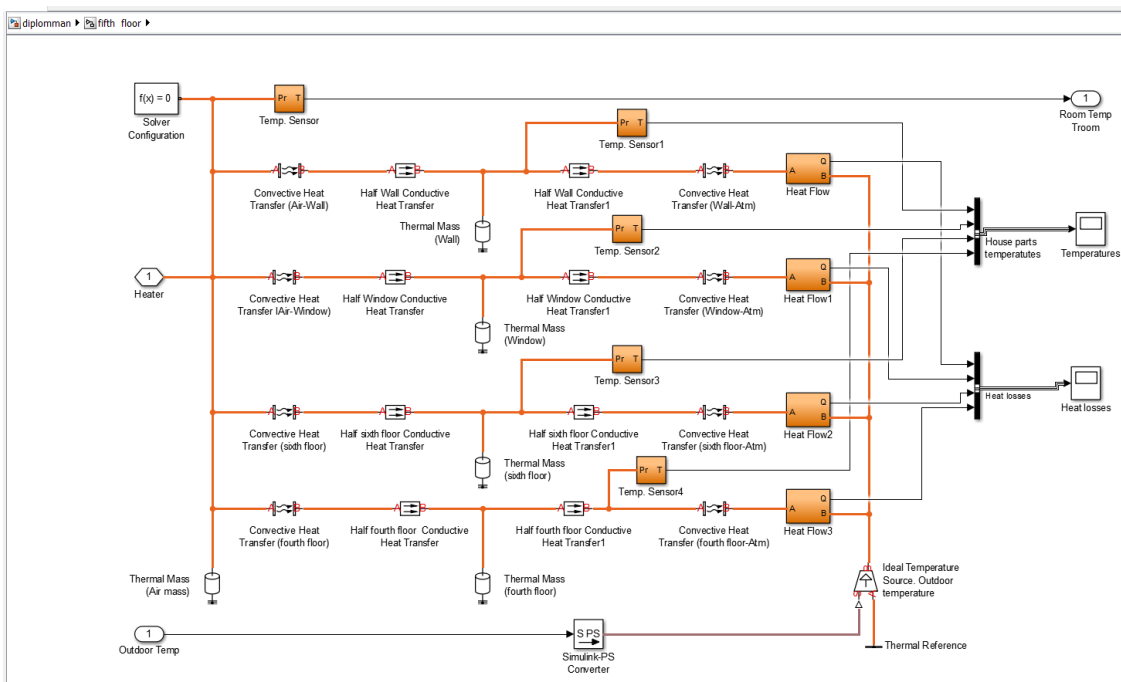 diplomman ▶ fifth floor ▶
f(x) = 0
Solver
Configuration
Pr T
Temp. Sensor
1
Room Temp
Troom
Pr T
Temp. Sensor1
A B
Convective Heat
Transfer (Air-Wall)
A B
Half Wall Conductive
Heat Transfer
Thermal Mass
(Wall)
A B
Half Wall Conductive
Heat Transfer1
A B
Convective Heat
Transfer (Wall-Atm)
A Q B
Heat Flow
Pr T
Temp. Sensor2
House parts
temperatutes
Temperatures
1
Heater
A B
Convective Heat
Transfer IAir-Window)
A B
Half Window Conductive
Heat Transfer
Thermal Mass
(Window)
A B
Half Window Conductive
Heat Transfer1
A B
Convective Heat
Transfer (Window-Atm)
A Q B
Heat Flow1
Pr T
Temp. Sensor3
Heat losses
Heat losses
A B
Convective Heat
Transfer (sixth floor)
A B
Half sixth floor Conductive
Heat Transfer
Thermal Mass
(sixth floor)
A B
Half sixth floor Conductive
Heat Transfer1
A B
Convective Heat
Transfer (sixth floor-Atm)
A Q B
Heat Flow2
Pr T
Temp. Sensor4
A B
Convective Heat
Transfer (fourth floor)
A B
Half fourth floor Conductive
Heat Transfer
A B
Half fourth floor Conductive
Heat Transfer1
A B
Convective Heat
Transfer (fourth floor-Atm)
A Q B
Heat Flow3
Thermal Mass
(Air mass)
Thermal Mass
(fourth floor)
B
S A
Ideal Temperature
Source. Outdoor
temperature
1
Outdoor Temp
S PS
Simulink-PS
Converter
Thermal Reference